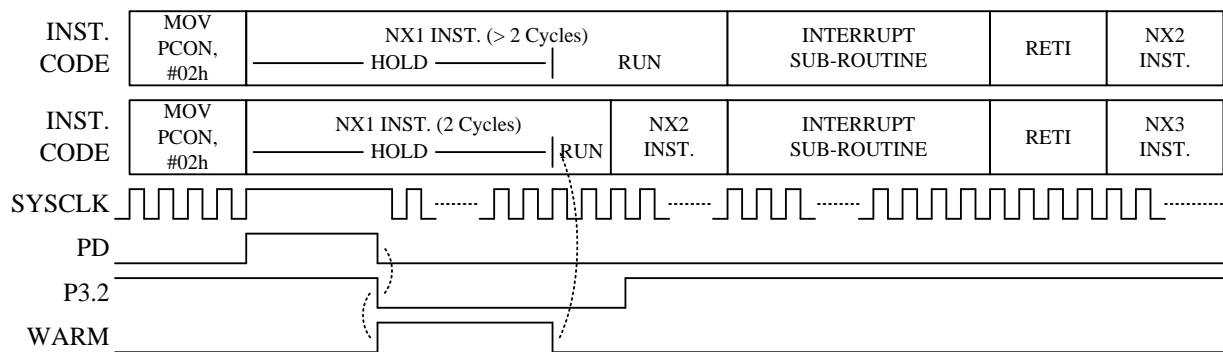 INST.
CODE
MOV
PCON,
#02h
NX1 INST. (> 2 Cycles)
HOLD
RUN
INTERRUPT
SUB-ROUTINE
RETI
NX2
INST.
INST.
CODE
MOV
PCON,
#02h
NX1 INST. (2 Cycles)
HOLD
RUN
NX2
INST.
INTERRUPT
SUB-ROUTINE
RETI
NX3
INST.
SYSCLK
PD
P3.2
WARM